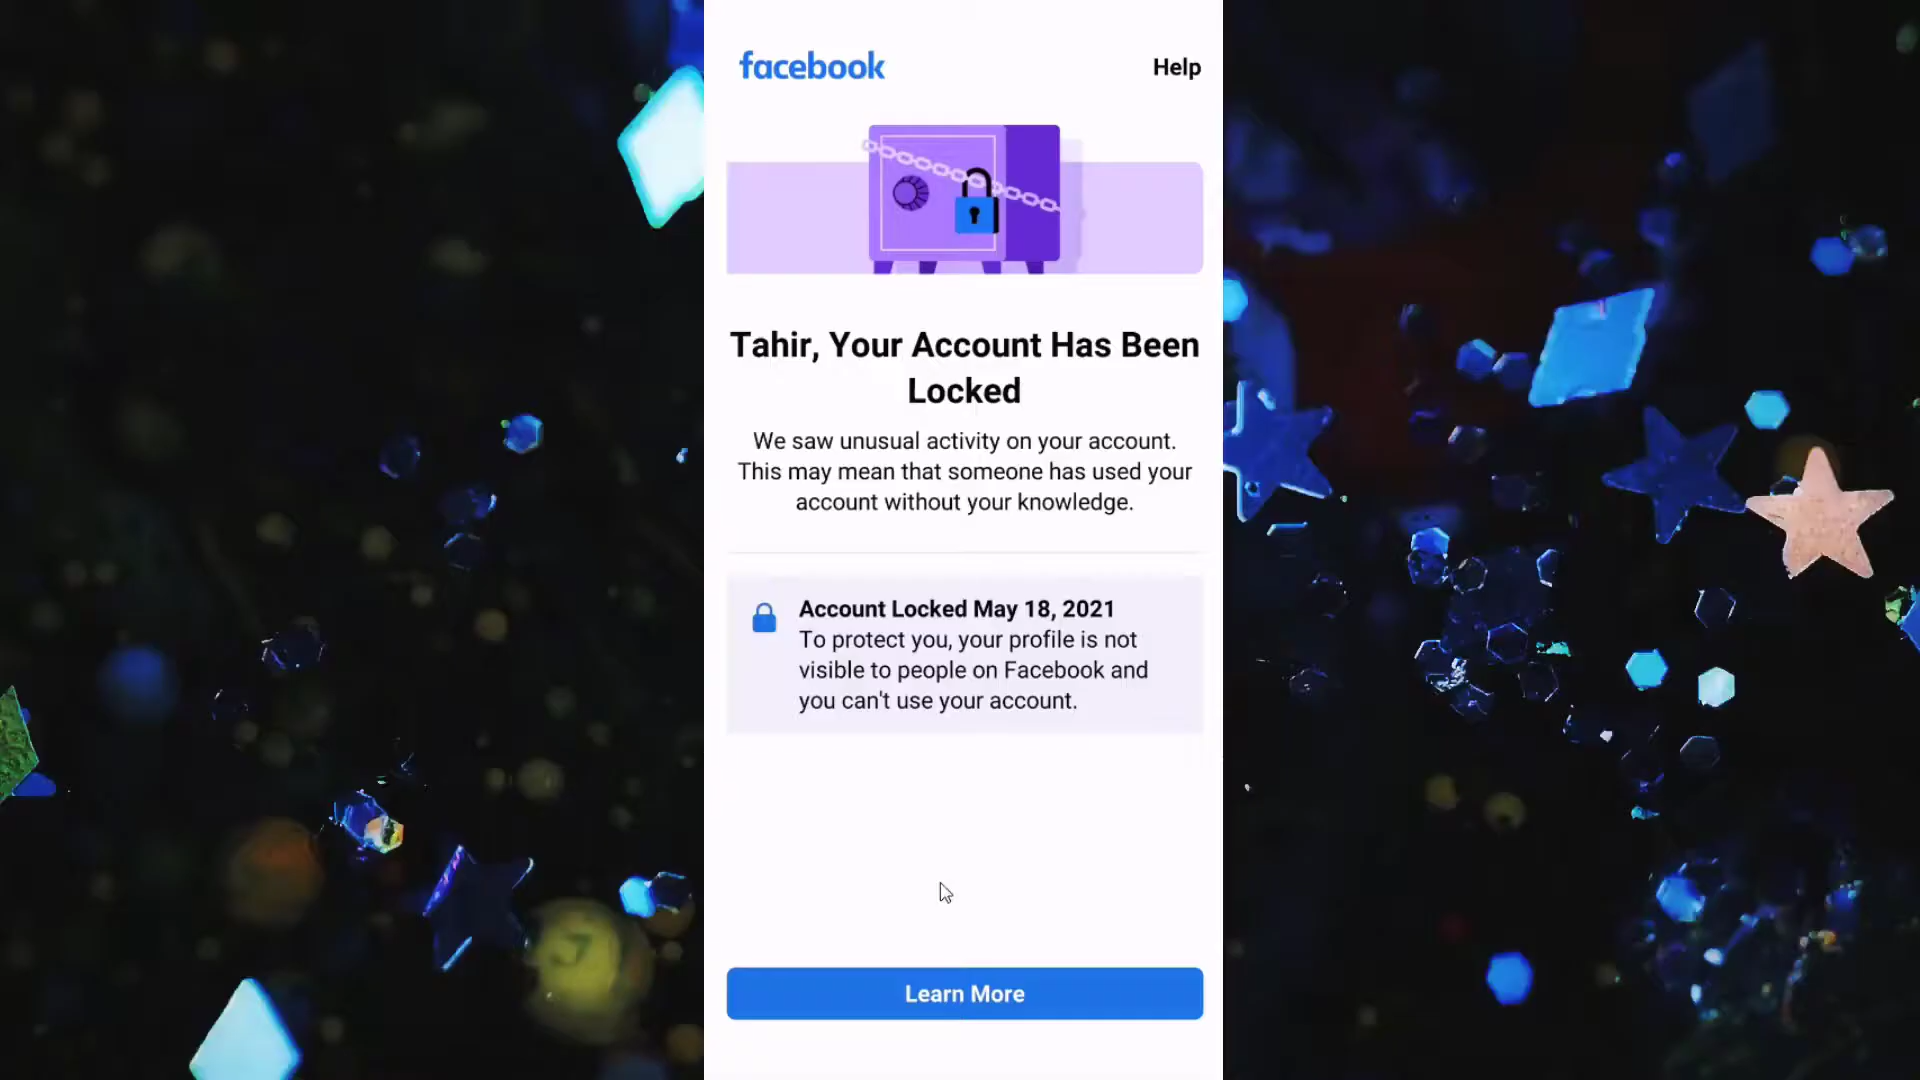 facebook
Help
Tahir, Your Account Has Been
Locked
We saw unusual activity on your account.
This may mean that someone has used your
account without your knowledge.
Account Locked May 18, 2021
To protect you, your profile is not
visible to people on Facebook and
you can't use your account.
Learn More